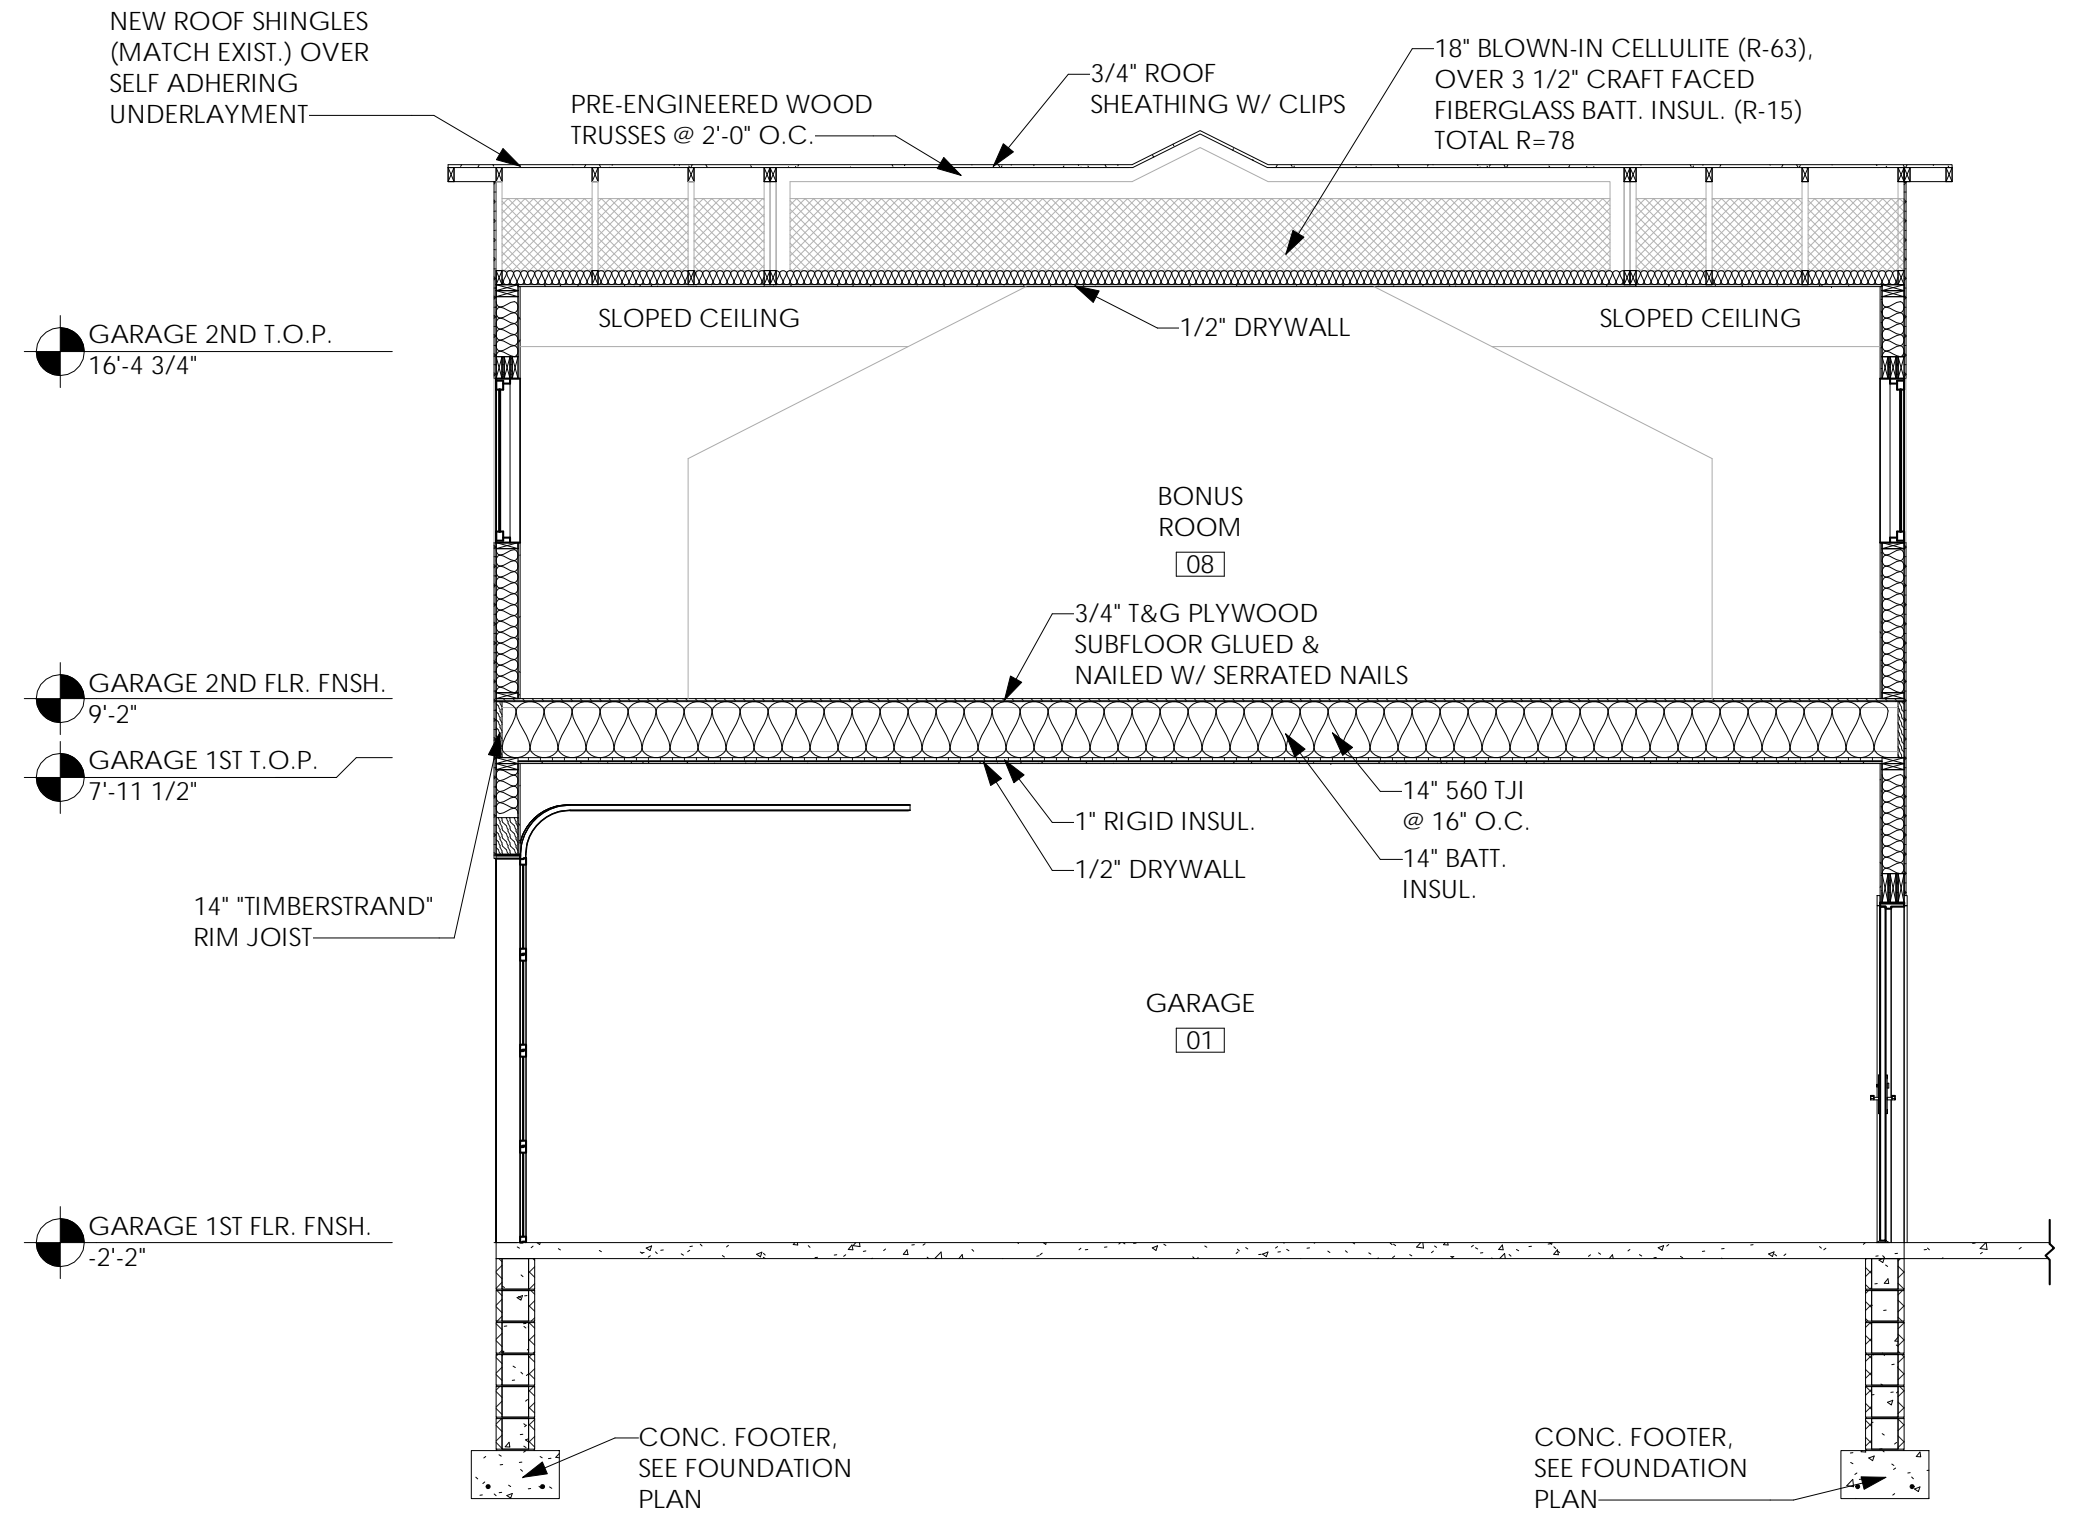 NEW ROOF SHINGLES
(MATCH EXIST.) OVER
SELF ADHERING
UNDERLAYMENT
PRE-ENGINEERED WOOD
TRUSSES @ 2'-0" O.C.
3/4" ROOF
SHEATHING W/ CLIPS
18" BLOWN-IN CELLULITE (R-63),
OVER 3 1/2" CRAFT FACED
FIBERGLASS BATT. INSUL. (R-15)
TOTAL R=78
SLOPED CEILING
1/2" DRYWALL
SLOPED CEILING
GARAGE 2ND T.O.P.
16'-4 3/4"
BONUS
ROOM
08
3/4" T&G PLYWOOD
SUBFLOOR GLUED &
NAILED W/ SERRATED NAILS
GARAGE 2ND FLR. FNSH.
9'-2"
GARAGE 1ST T.O.P.
7'-11 1/2"
1" RIGID INSUL.
1/2" DRYWALL
14" 560 TJI
@ 16" O.C.
14" BATT.
INSUL.
14" "TIMBERSTRAND"
RIM JOIST
GARAGE
01
GARAGE 1ST FLR. FNSH.
-2'-2"
CONC. FOOTER,
SEE FOUNDATION
PLAN
CONC. FOOTER,
SEE FOUNDATION
PLAN